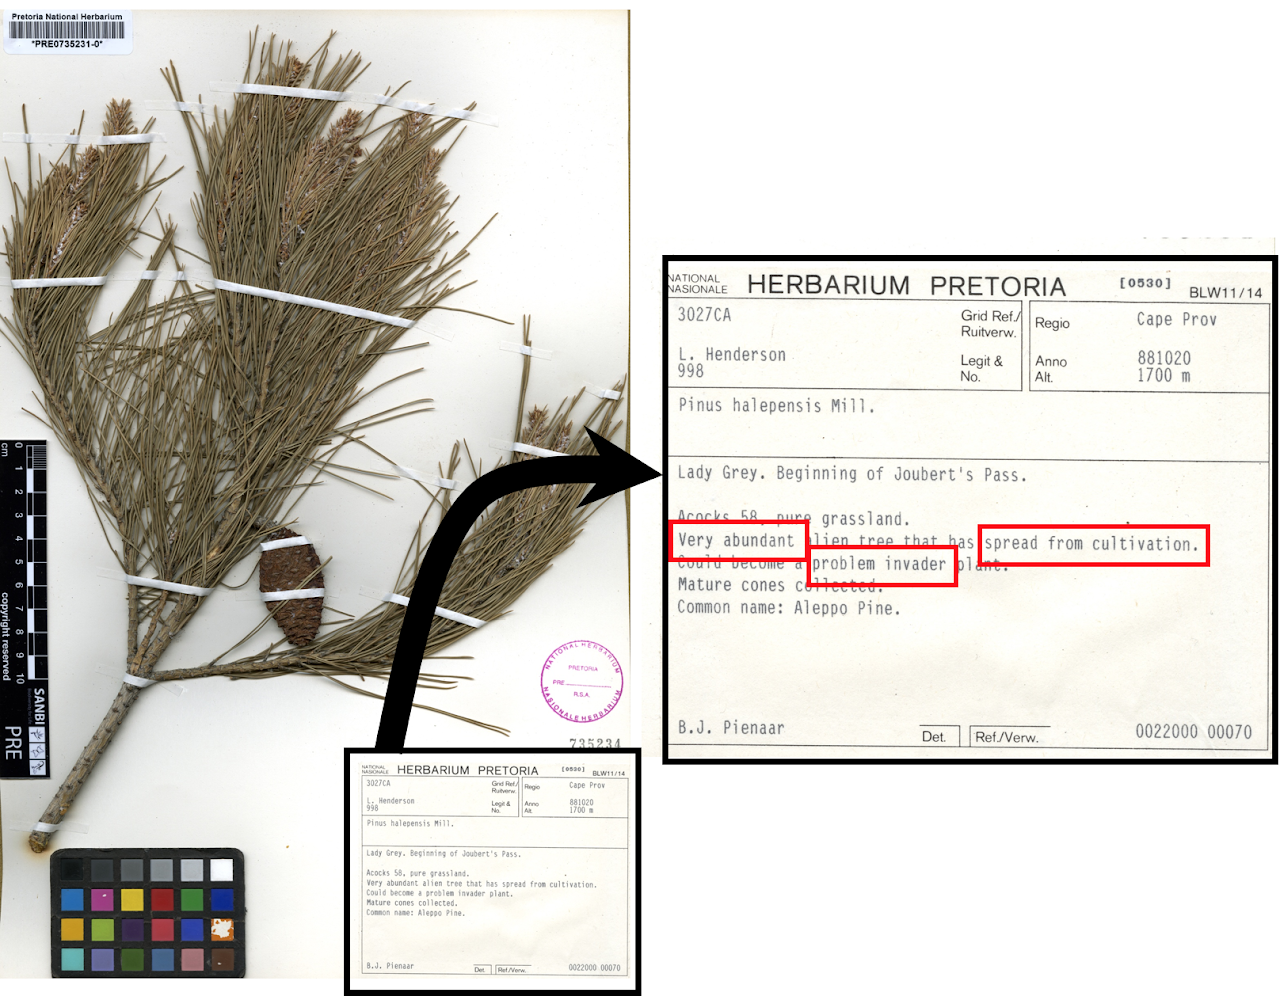 Pretoria National Herbarium
*PRE0735231-0*
0 1 2 3 4 5 6 7 8 9 10
cm
copyright reserved
SANBI
PRE
NATIONAL HERBARIUM
PRETORIA
PRE
R.S.A.
NASIONALE HERBARIUM
735234
NATIONAL
NASIONALE
HERBARIUM PRETORIA
[0530]
BLW11/14
3027CA
Grid Ref./
Ruitverw.
Regio
Cape Prov
L. Henderson
998
Legit &
No.
Anno
881020
Alt.
1700 m
Pinus halepensis Mill.
Lady Grey. Beginning of Joubert's Pass.
Acocks 58, pure grassland.
Very abundant alien tree that has spread from cultivation.
Could become a problem invader plant.
Mature cones collected.
Common name: Aleppo Pine.
B.J. Pienaar
Det.
Ref./Verw.
0022000 00070
NATIONAL
NASIONALE
HERBARIUM PRETORIA
[0530]
BLW11/14
3027CA
Grid Ref./
Ruitverw.
Regio
Cape Prov
L. Henderson
998
Legit &
No.
Anno
881020
Alt.
1700 m
Pinus halepensis Mill.
Lady Grey. Beginning of Joubert's Pass.
Acocks 58, pure grassland.
Very abundant alien tree that has spread from cultivation.
Could become a problem invader plant.
Mature cones collected.
Common name: Aleppo Pine.
B.J. Pienaar
Det.
Ref./Verw.
0022000 00070